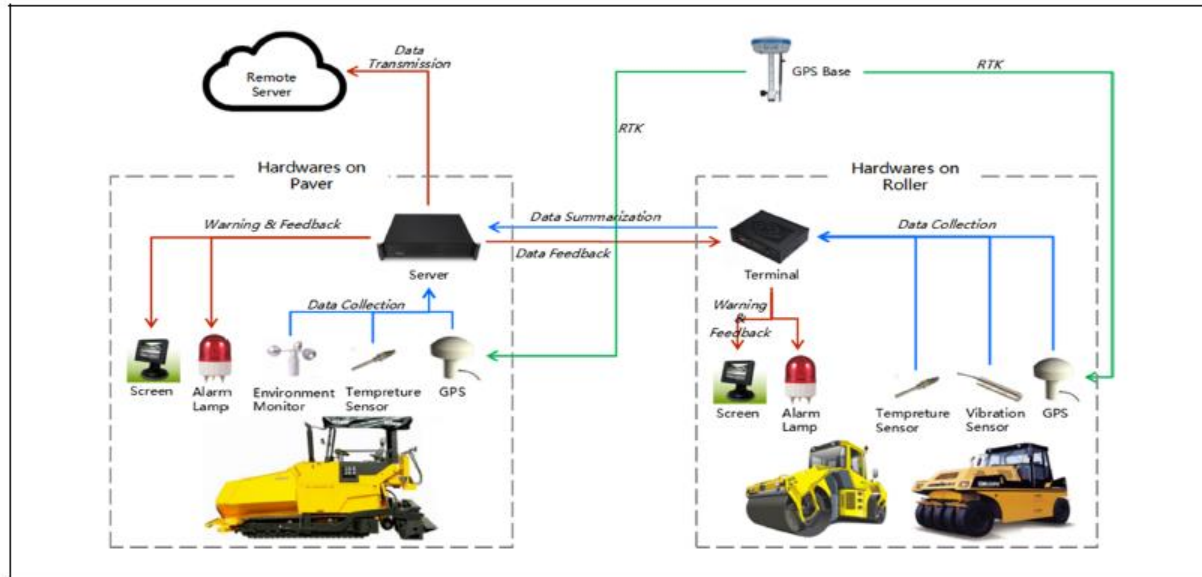 Data
Transmission
Remote
Server
GPS Base
RTK
RTK
Hardwares on
Paver
Hardwares on
Roller
Warning & Feedback
Data Summarization
Data Collection
Data Feedback
Server
Terminal
Data Collection
Warning
&
Feedback
Screen
Alarm
Lamp
Environment
Monitor
Tempreture
Sensor
GPS
Screen
Alarm
Lamp
Tempreture
Sensor
Vibration
Sensor
GPS